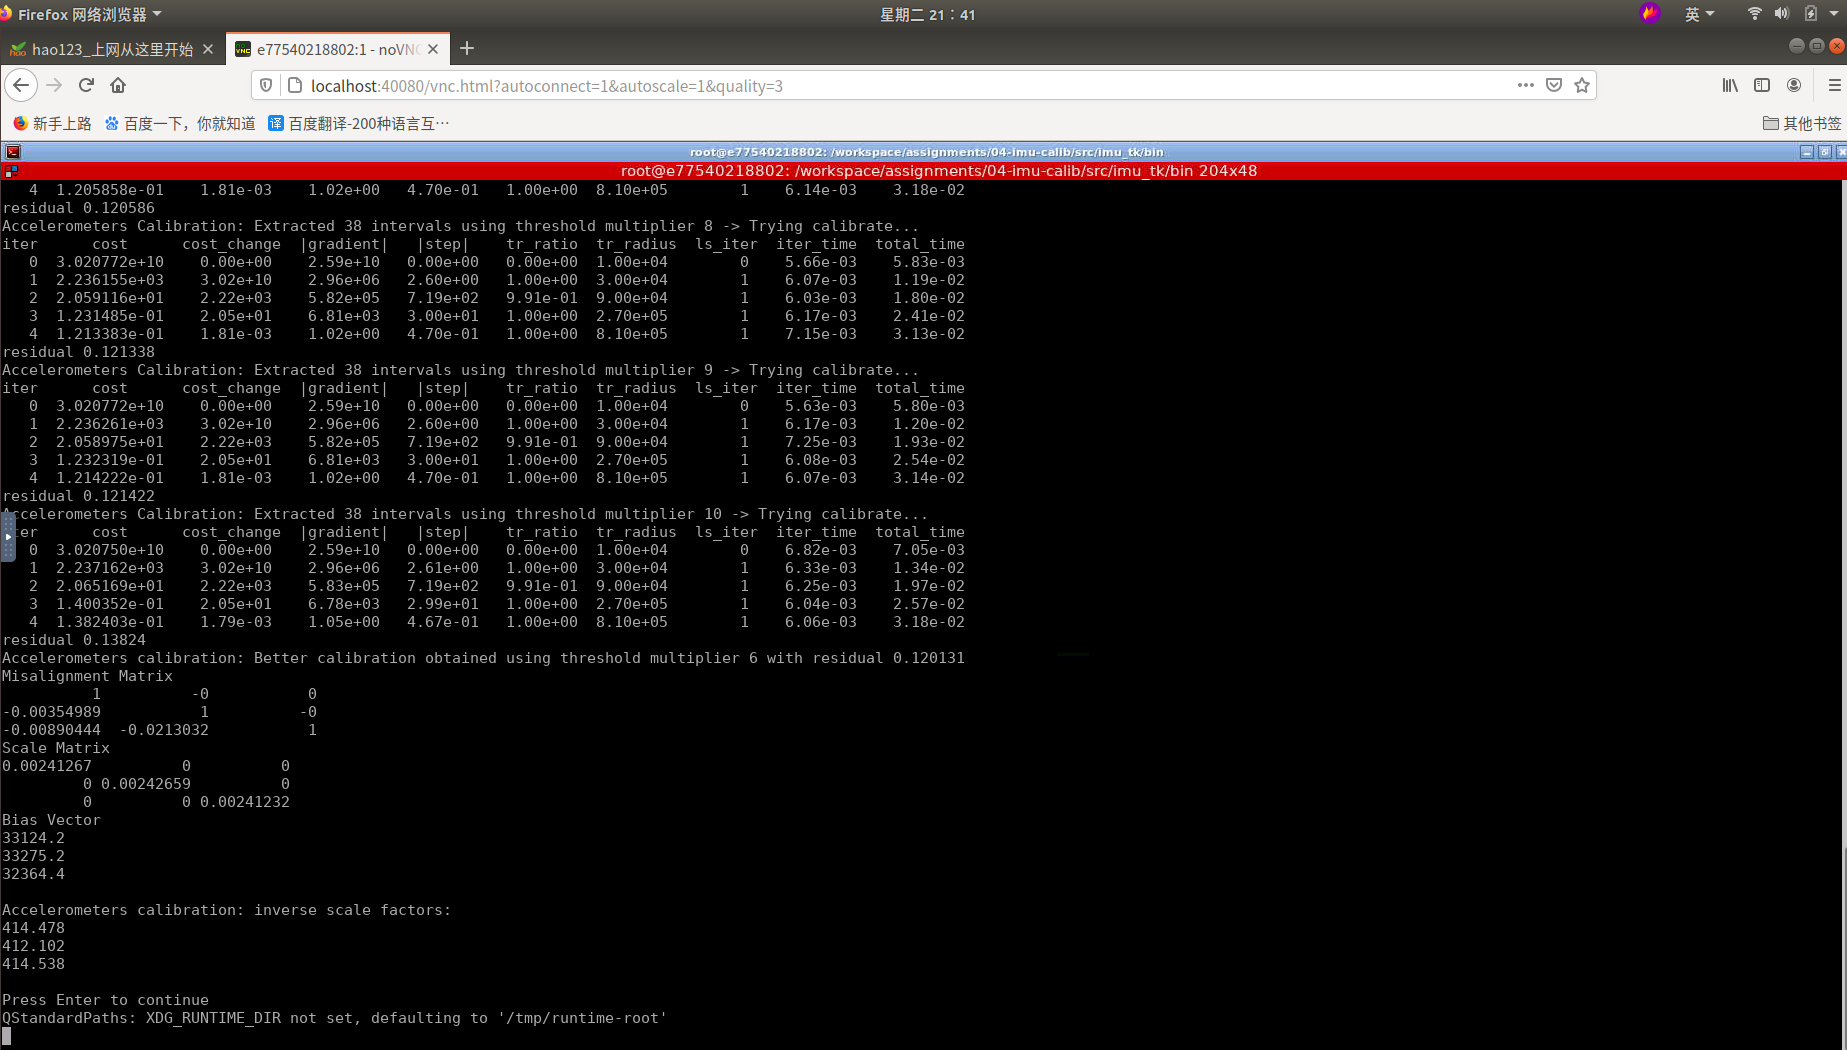 Firefox 网络浏览器
星期二 21：41
英
hao123_上网从这里开始
e77540218802:1 - noVNC
localhost:40080/vnc.html?autoconnect=1&autoscale=1&quality=3
新手上路
百度一下，你就知道
译 百度翻译-200种语言互…
其他书签
root@e77540218802: /workspace/assignments/04-imu-calib/src/imu_tk/bin
root@e77540218802: /workspace/assignments/04-imu-calib/src/imu_tk/bin 204x48
4 1.205858e-01 1.81e-03 1.02e+00 4.70e-01 1.00e+00 8.10e+05 1 6.14e-03 3.18e-02
residual 0.120586
Accelerometers Calibration: Extracted 38 intervals using threshold multiplier 8 -> Trying calibrate...
iter cost cost_change |gradient| |step| tr_ratio tr_radius ls_iter iter_time total_time
0 3.020772e+10 0.00e+00 2.59e+10 0.00e+00 0.00e+00 1.00e+04 0 5.66e-03 5.83e-03
1 2.236155e+03 3.02e+10 2.96e+06 2.60e+00 1.00e+00 3.00e+04 1 6.07e-03 1.19e-02
2 2.059116e+01 2.22e+03 5.82e+05 7.19e+02 9.91e-01 9.00e+04 1 6.03e-03 1.80e-02
3 1.231485e-01 2.05e+01 6.81e+03 3.00e+01 1.00e+00 2.70e+05 1 6.17e-03 2.41e-02
4 1.213383e-01 1.81e-03 1.02e+00 4.70e-01 1.00e+00 8.10e+05 1 7.15e-03 3.13e-02
residual 0.121338
Accelerometers Calibration: Extracted 38 intervals using threshold multiplier 9 -> Trying calibrate...
iter cost cost_change |gradient| |step| tr_ratio tr_radius ls_iter iter_time total_time
0 3.020772e+10 0.00e+00 2.59e+10 0.00e+00 0.00e+00 1.00e+04 0 5.63e-03 5.80e-03
1 2.236261e+03 3.02e+10 2.96e+06 2.60e+00 1.00e+00 3.00e+04 1 6.17e-03 1.20e-02
2 2.058975e+01 2.22e+03 5.82e+05 7.19e+02 9.91e-01 9.00e+04 1 7.25e-03 1.93e-02
3 1.232319e-01 2.05e+01 6.81e+03 3.00e+01 1.00e+00 2.70e+05 1 6.08e-03 2.54e-02
4 1.214222e-01 1.81e-03 1.02e+00 4.70e-01 1.00e+00 8.10e+05 1 6.07e-03 3.14e-02
residual 0.121422
Accelerometers Calibration: Extracted 38 intervals using threshold multiplier 10 -> Trying calibrate...
ter cost cost_change |gradient| |step| tr_ratio tr_radius ls_iter iter_time total_time
0 3.020750e+10 0.00e+00 2.59e+10 0.00e+00 0.00e+00 1.00e+04 0 6.82e-03 7.05e-03
1 2.237162e+03 3.02e+10 2.96e+06 2.61e+00 1.00e+00 3.00e+04 1 6.33e-03 1.34e-02
2 2.065169e+01 2.22e+03 5.83e+05 7.19e+02 9.91e-01 9.00e+04 1 6.25e-03 1.97e-02
3 1.400352e-01 2.05e+01 6.78e+03 2.99e+01 1.00e+00 2.70e+05 1 6.04e-03 2.57e-02
4 1.382403e-01 1.79e-03 1.05e+00 4.67e-01 1.00e+00 8.10e+05 1 6.06e-03 3.18e-02
residual 0.13824
Accelerometers calibration: Better calibration obtained using threshold multiplier 6 with residual 0.120131
Misalignment Matrix
1 -0 0
-0.00354989 1 -0
-0.00890444 -0.0213032 1
Scale Matrix
0.00241267 0 0
0 0.00242659 0
0 0 0.00241232
Bias Vector
33124.2
33275.2
32364.4
Accelerometers calibration: inverse scale factors:
414.478
412.102
414.538
Press Enter to continue
QStandardPaths: XDG_RUNTIME_DIR not set, defaulting to '/tmp/runtime-root'